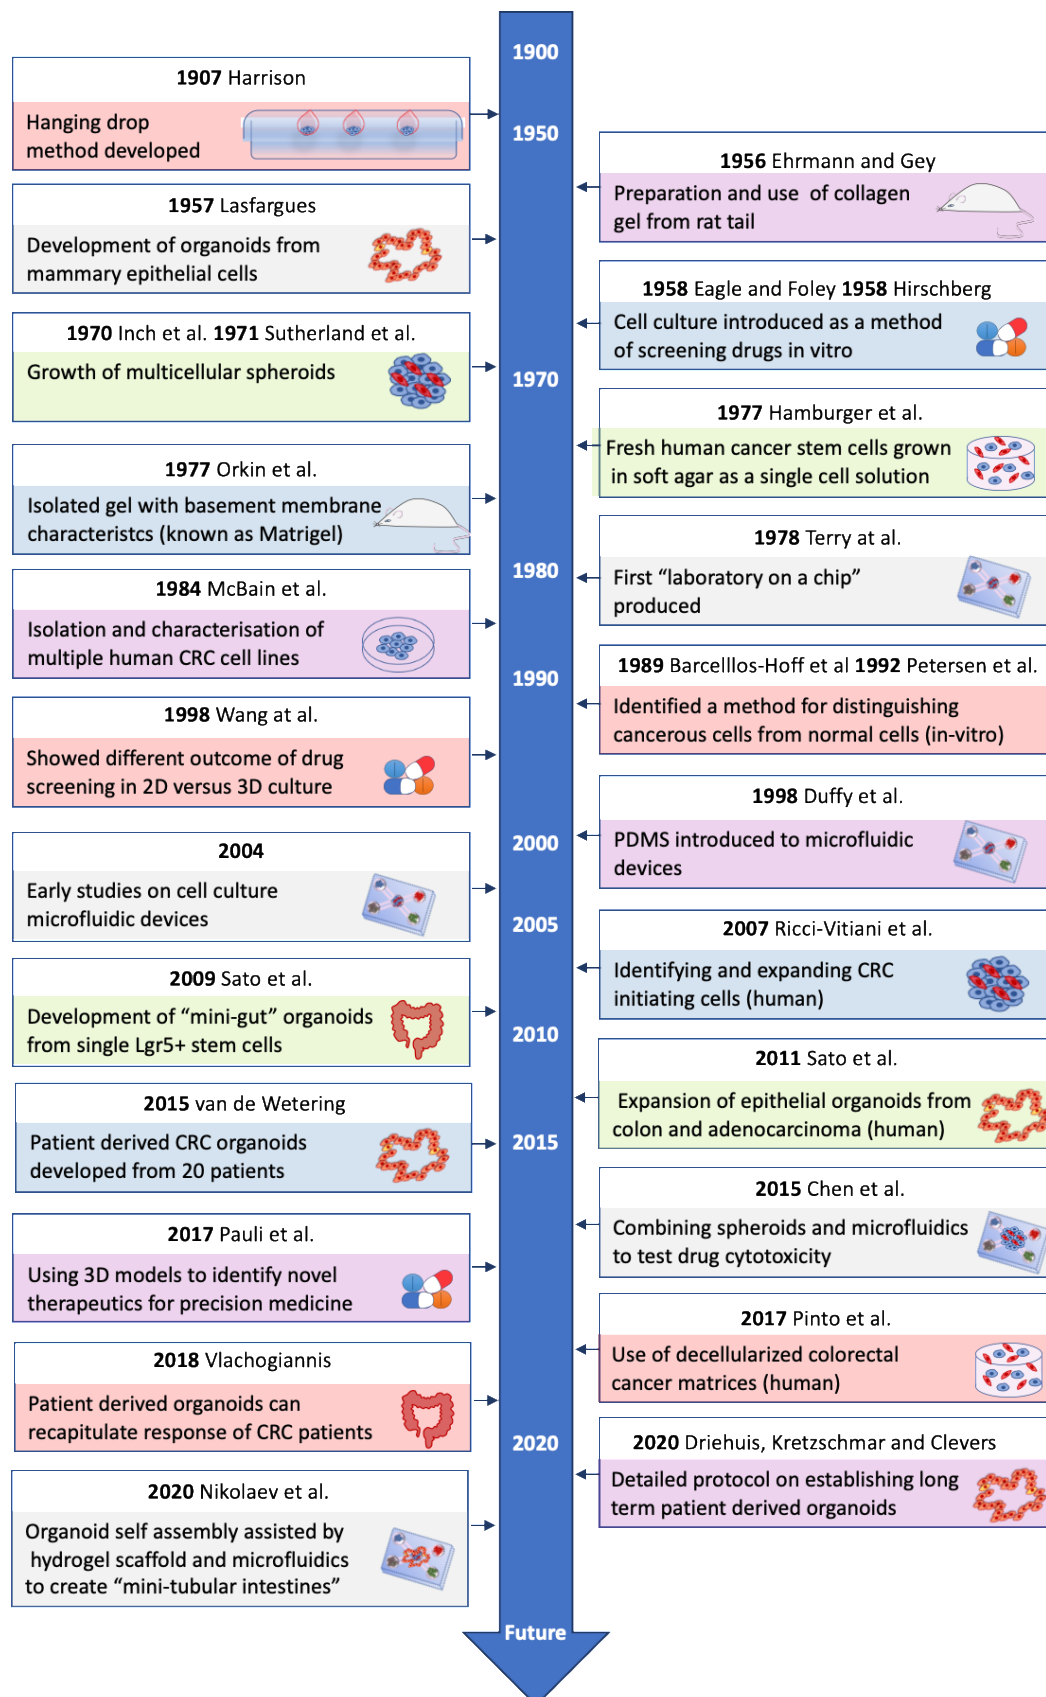 1900
1907 Harrison
Hanging drop
method developed
1950
1956 Ehrmann and Gey
Preparation and use  of collagen
gel from rat tail
1957 Lasfargues
Development of organoids from
mammary epithelial cells
1958 Eagle and Foley 1958 Hirschberg
Cell culture introduced as a method
of screening drugs in vitro
1970 Inch et al. 1971 Sutherland et al.
Growth of multicellular spheroids
1970
1977 Hamburger et al.
Fresh human cancer stem cells grown
in soft agar as a single cell solution
1977 Orkin et al.
Isolated gel with basement membrane
characteristcs (known as Matrigel)
1978 Terry at al.
First “laboratory on a chip”
produced
1980
1984 McBain et al.
Isolation and characterisation of
multiple human CRC cell lines
1989 Barcelllos-Hoff et al 1992 Petersen et al.
Identified a method for distinguishing
cancerous cells from normal cells (in-vitro)
1990
1998 Wang at al.
Showed different outcome of drug
screening in 2D versus 3D culture
1998 Duffy et al.
PDMS introduced to microfluidic
devices
2000
2004
Early studies on cell culture
microfluidic devices
2005
2007 Ricci-Vitiani et al.
Identifying and expanding CRC
initiating cells (human)
2009 Sato et al.
Development of “mini-gut” organoids
from single Lgr5+ stem cells
2010
2011 Sato et al.
Expansion of epithelial organoids from
colon and adenocarcinoma (human)
2015 van de Wetering
Patient derived CRC organoids
developed from 20 patients
2015
2015 Chen et al.
Combining spheroids and microfluidics
to test drug cytotoxicity
2017 Pauli et al.
Using 3D models to identify novel
therapeutics for precision medicine
2017 Pinto et al.
Use of decellularized colorectal
cancer matrices (human)
2018 Vlachogiannis
Patient derived organoids can
recapitulate response of CRC patients
2020
2020 Driehuis, Kretzschmar and Clevers
Detailed protocol on establishing long
term patient derived organoids
2020 Nikolaev et al.
Organoid self assembly assisted by
hydrogel scaffold and microfluidics
to create “mini-tubular intestines”
Future